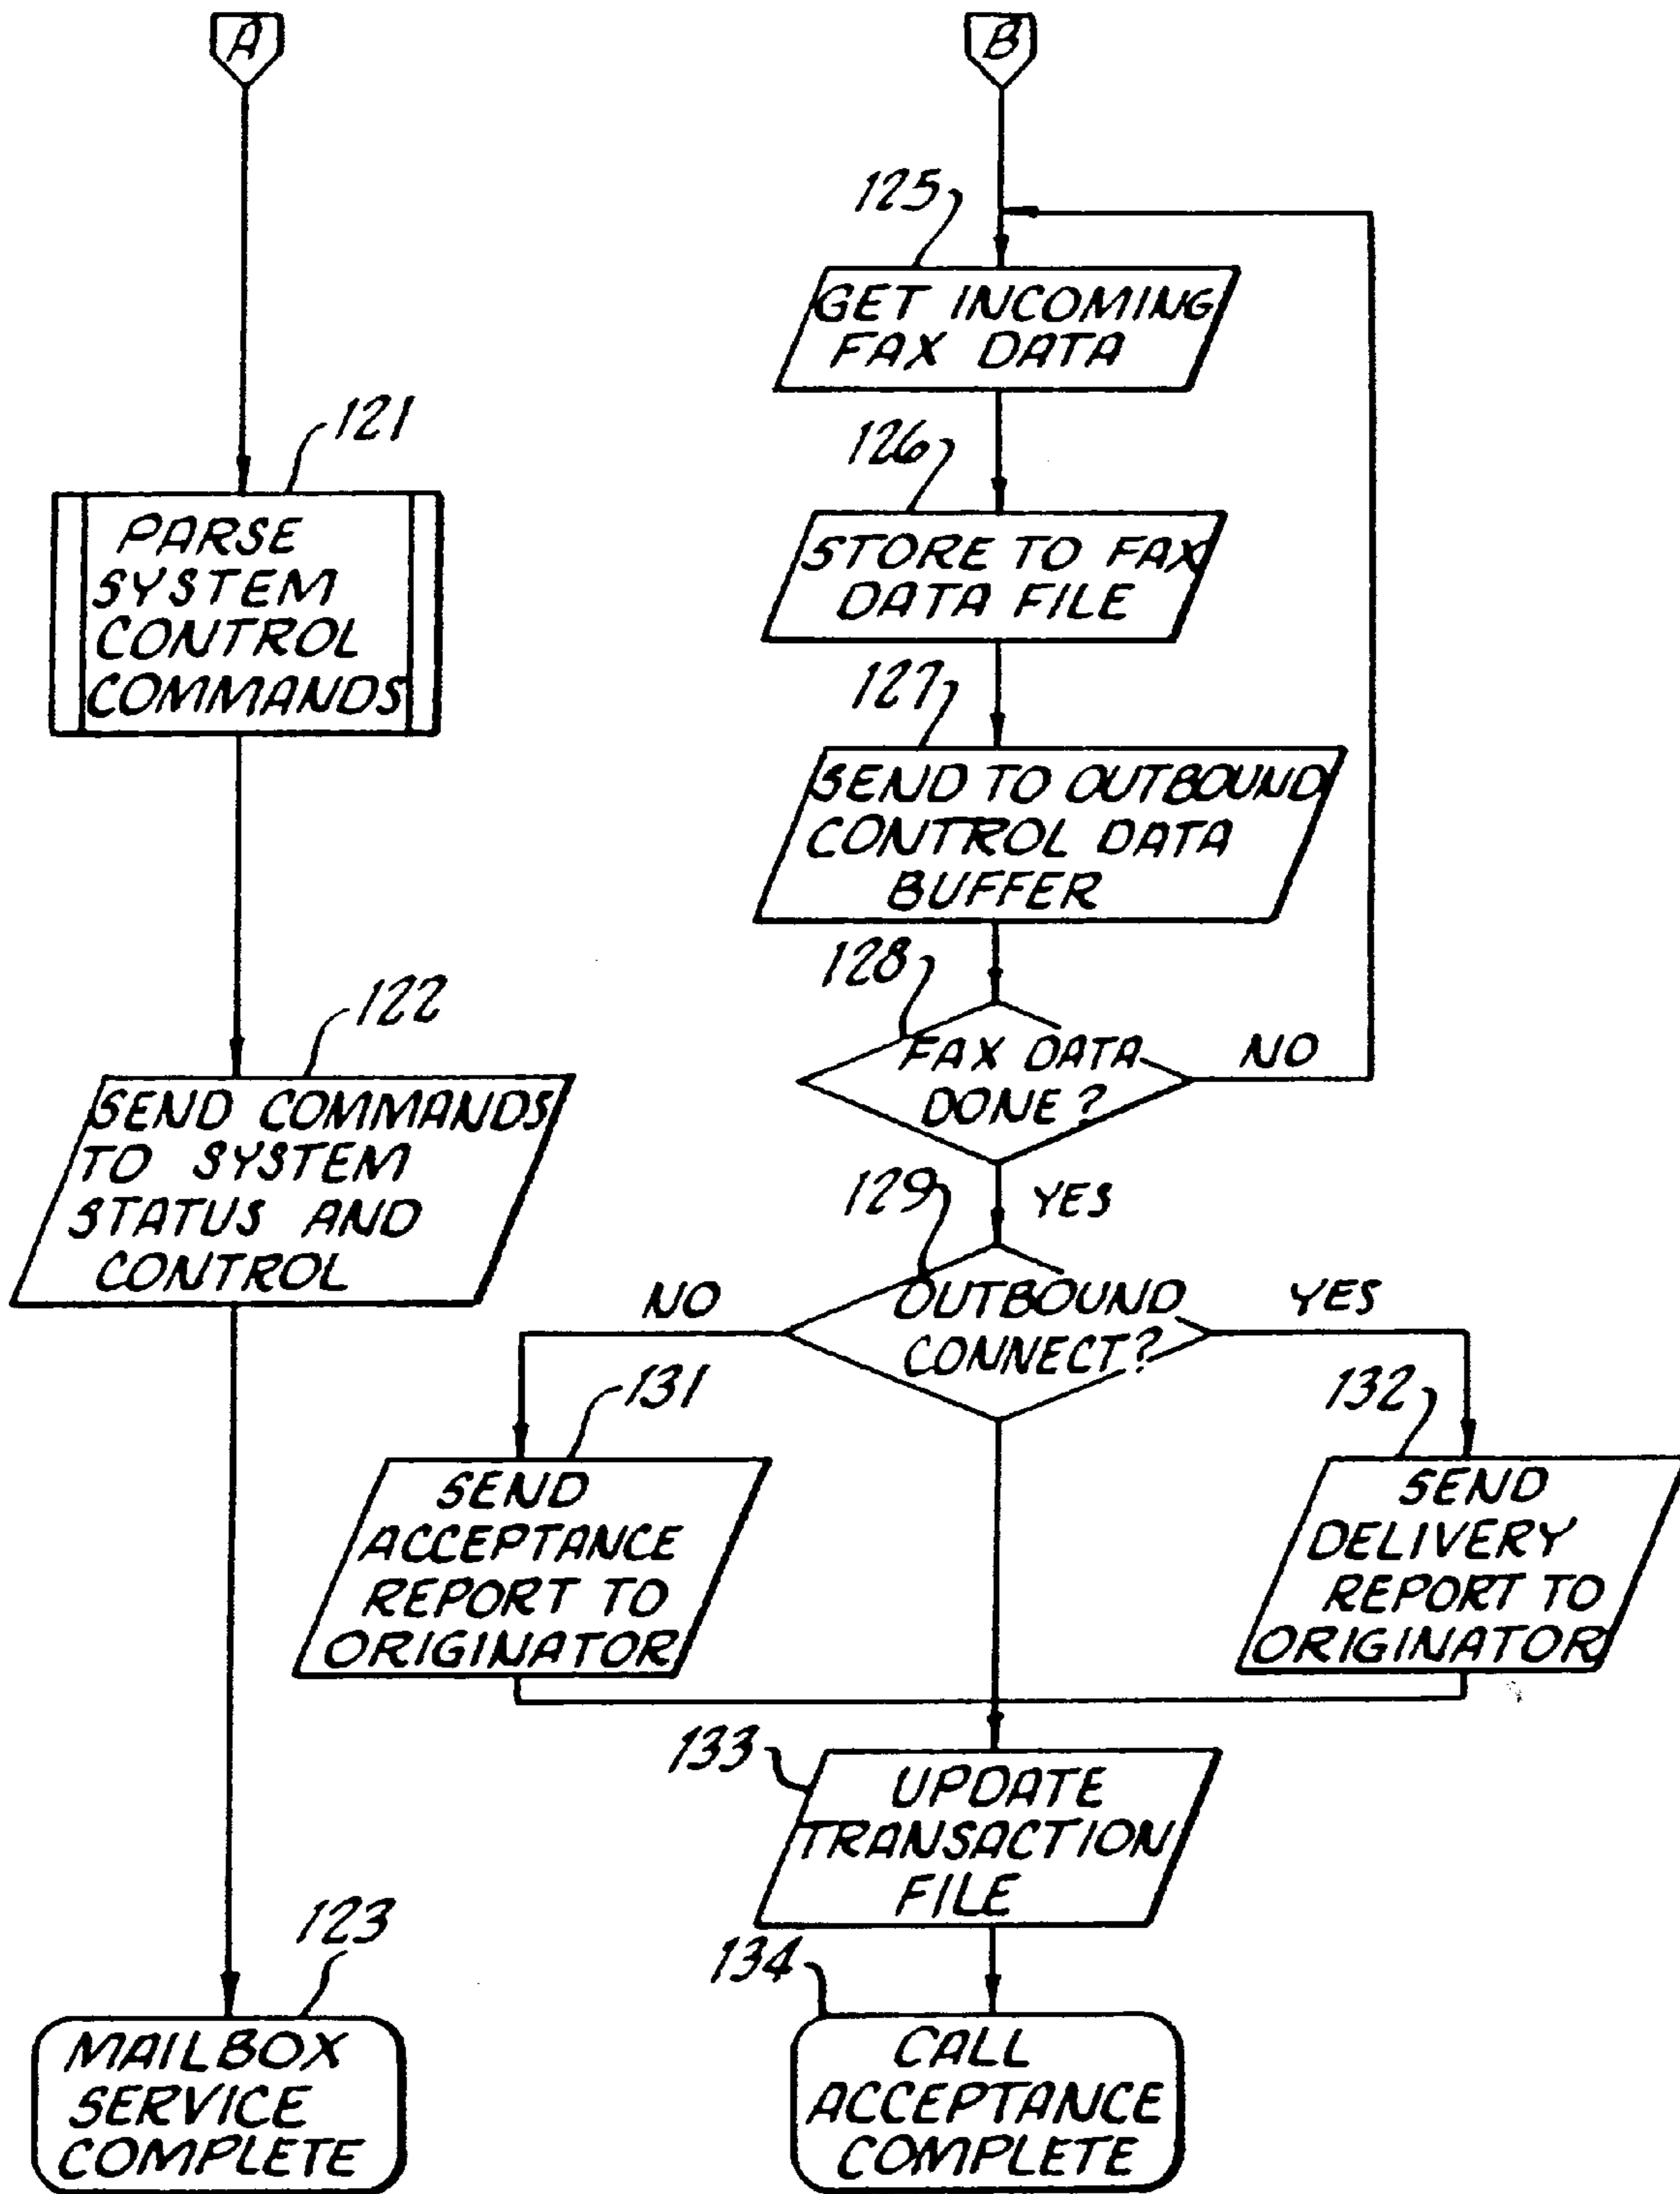 A
121
PARSE
SYSTEM
CONTROL
COMMANDS
122
SEND COMMANDS
TO SYSTEM
STATUS AND
CONTROL
123
MAILBOX
SERVICE
COMPLETE
B
125
GET INCOMING
FAX DATA
126
STORE TO FAX
DATA FILE
127
SEND TO OUTBOUND
CONTROL DATA
BUFFER
128
FAX DATA
DONE?
NO
YES
129
OUTBOUND
CONNECT?
NO
YES
131
SEND
ACCEPTANCE
REPORT TO
ORIGINATOR
132
SEND
DELIVERY
REPORT TO
ORIGINATOR
133
UPDATE
TRANSACTION
FILE
134
CALL
ACCEPTANCE
COMPLETE